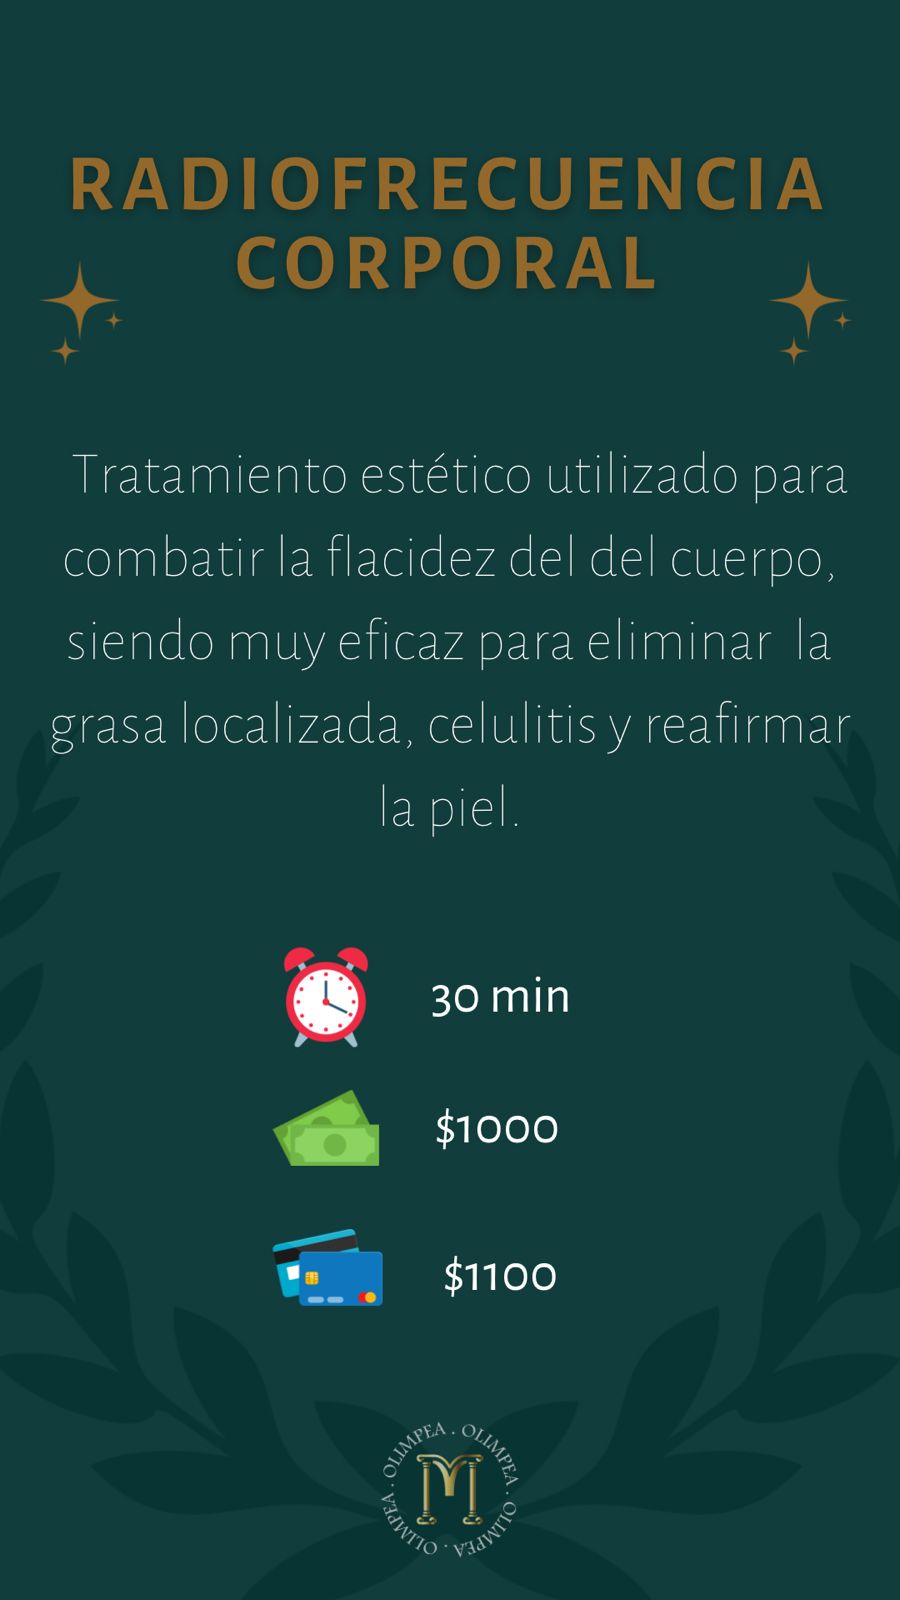 RADIOFRECUENCIA
CORPORAL
Tratamiento estético utilizado para
combatir la flacidez del del cuerpo,
siendo muy eficaz para eliminar la
grasa localizada, celulitis y reafirmar
la piel.
30 min
$1000
$1100
OLIMPEA . OLIMPEA . OLIMPEA . OLIMPEA .
M